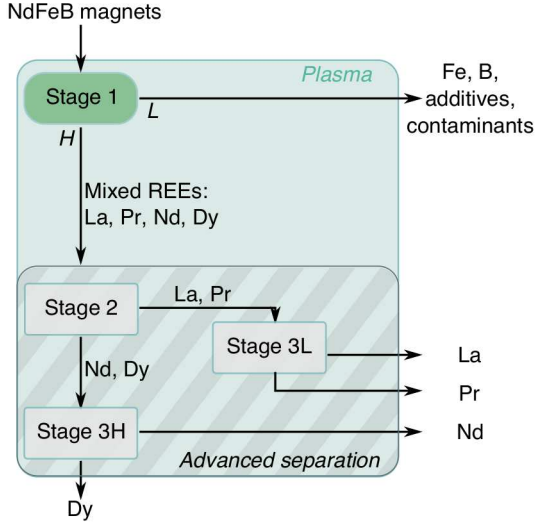 NdFeB magnets
Plasma
Stage 1
L
Fe, B,
additives,
contaminants
H
Mixed REEs:
La, Pr, Nd, Dy
Stage 2
La, Pr
Stage 3L
La
Nd, Dy
Pr
Stage 3H
Nd
Advanced separation
Dy